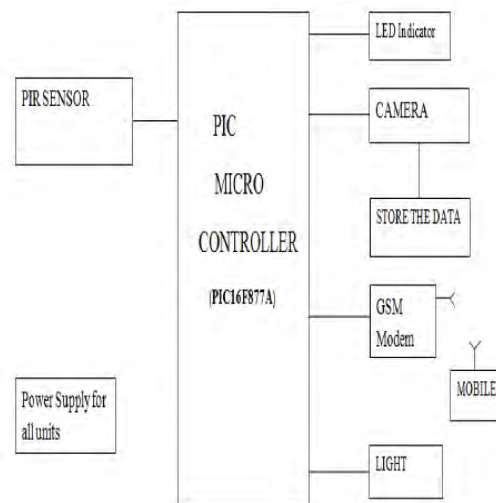 LED Indicator
PIR SENSOR
CAMERA
PIC
MICRO
STORE THE DATA
CONTROLLER
(PIC16F877A)
GSM
Modem
MOBILE
Power Supply for
all units
LIGHT